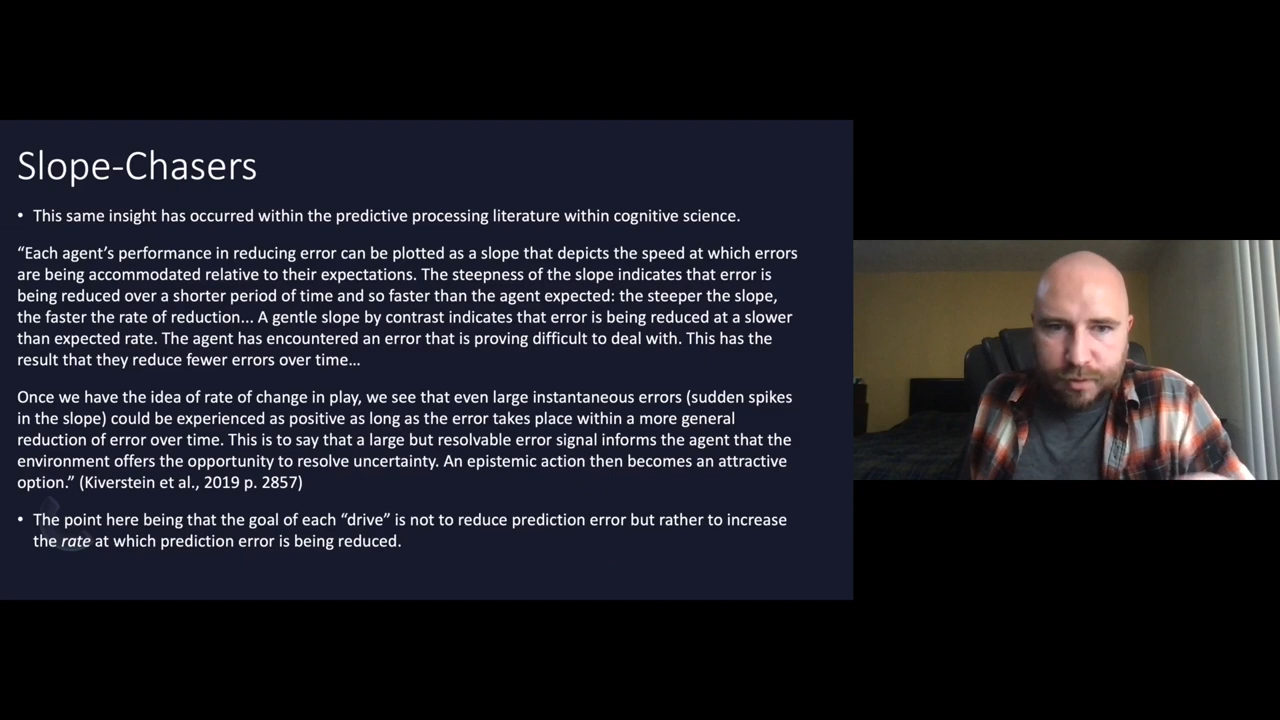 Slope-Chasers
• This same insight has occurred within the predictive processing literature within cognitive science.
“Each agent’s performance in reducing error can be plotted as a slope that depicts the speed at which errors
are being accommodated relative to their expectations. The steepness of the slope indicates that error is
being reduced over a shorter period of time and so faster than the agent expected: the steeper the slope,
the faster the rate of reduction... A gentle slope by contrast indicates that error is being reduced at a slower
than expected rate. The agent has encountered an error that is proving difficult to deal with. This has the
result that they reduce fewer errors over time…
Once we have the idea of rate of change in play, we see that even large instantaneous errors (sudden spikes
in the slope) could be experienced as positive as long as the error takes place within a more general
reduction of error over time. This is to say that a large but resolvable error signal informs the agent that the
environment offers the opportunity to resolve uncertainty. An epistemic action then becomes an attractive
option.” (Kiverstein et al., 2019 p. 2857)
• The point here being that the goal of each “drive” is not to reduce prediction error but rather to increase
the rate at which prediction error is being reduced.